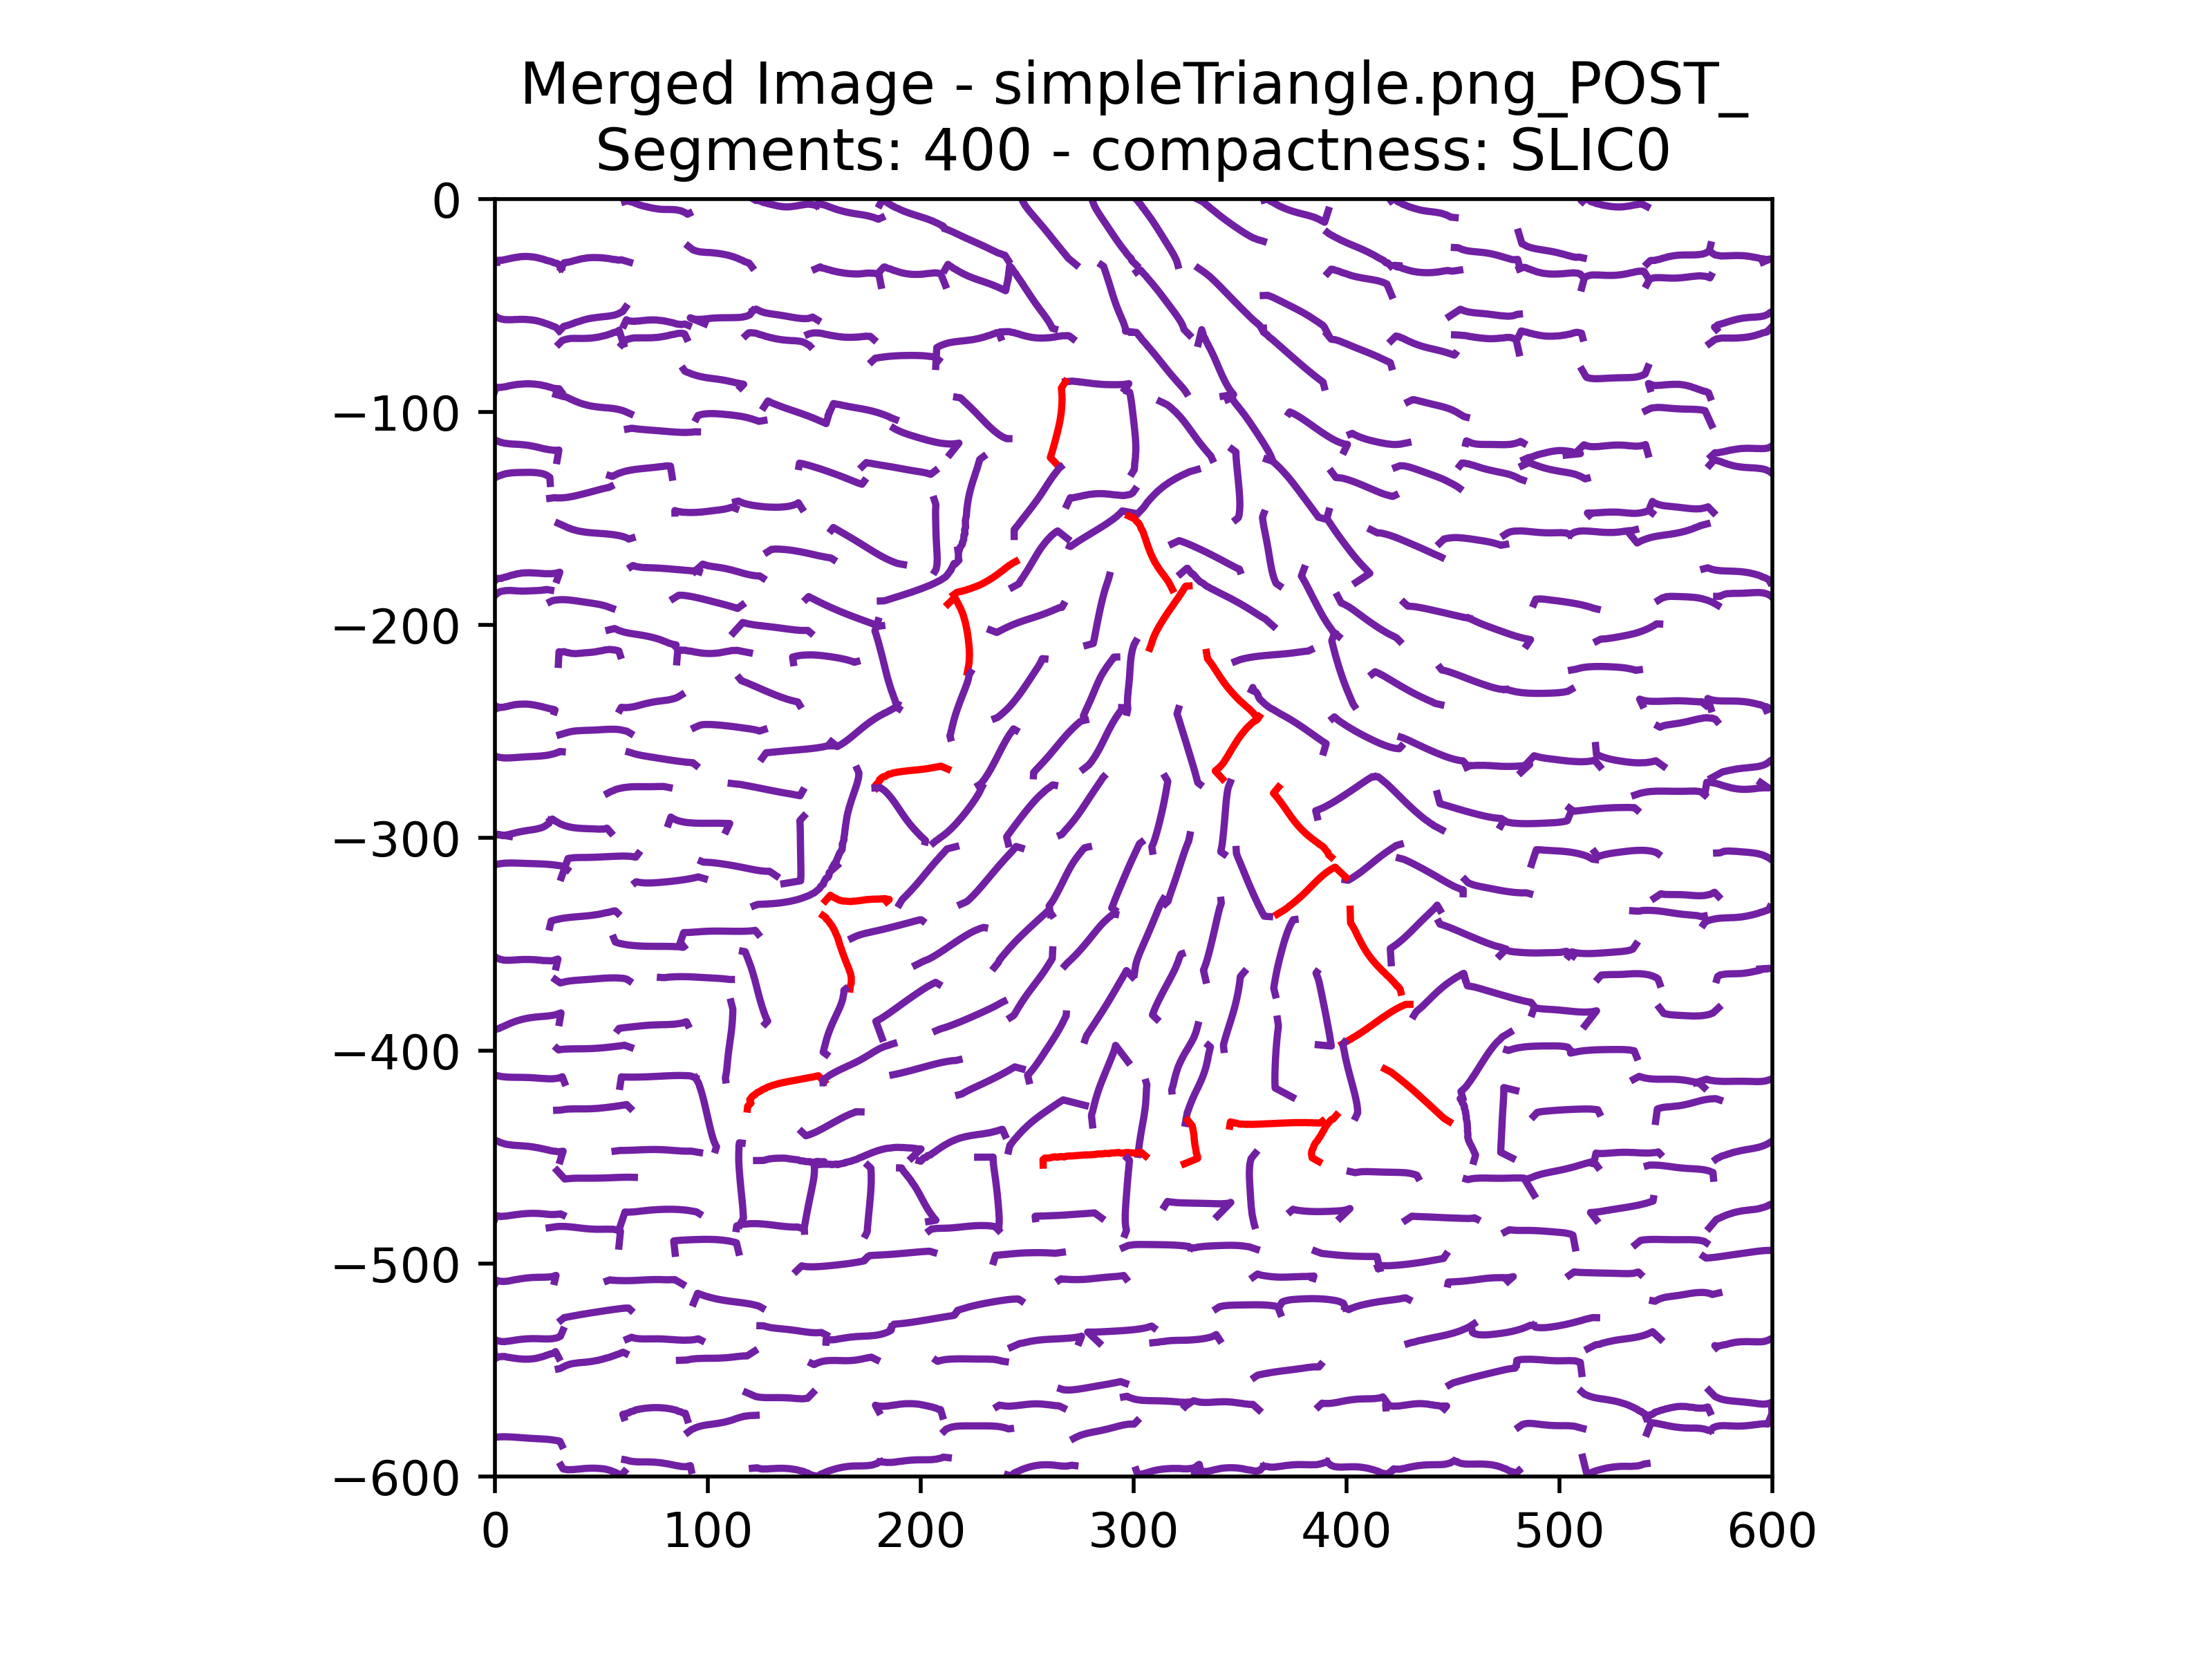 Merged Image - simpleTriangle.png_POST_
Segments: 400 - compactness: SLIC0
0
−100
−200
−300
−400
−500
−600
0 100 200 300 400 500 600